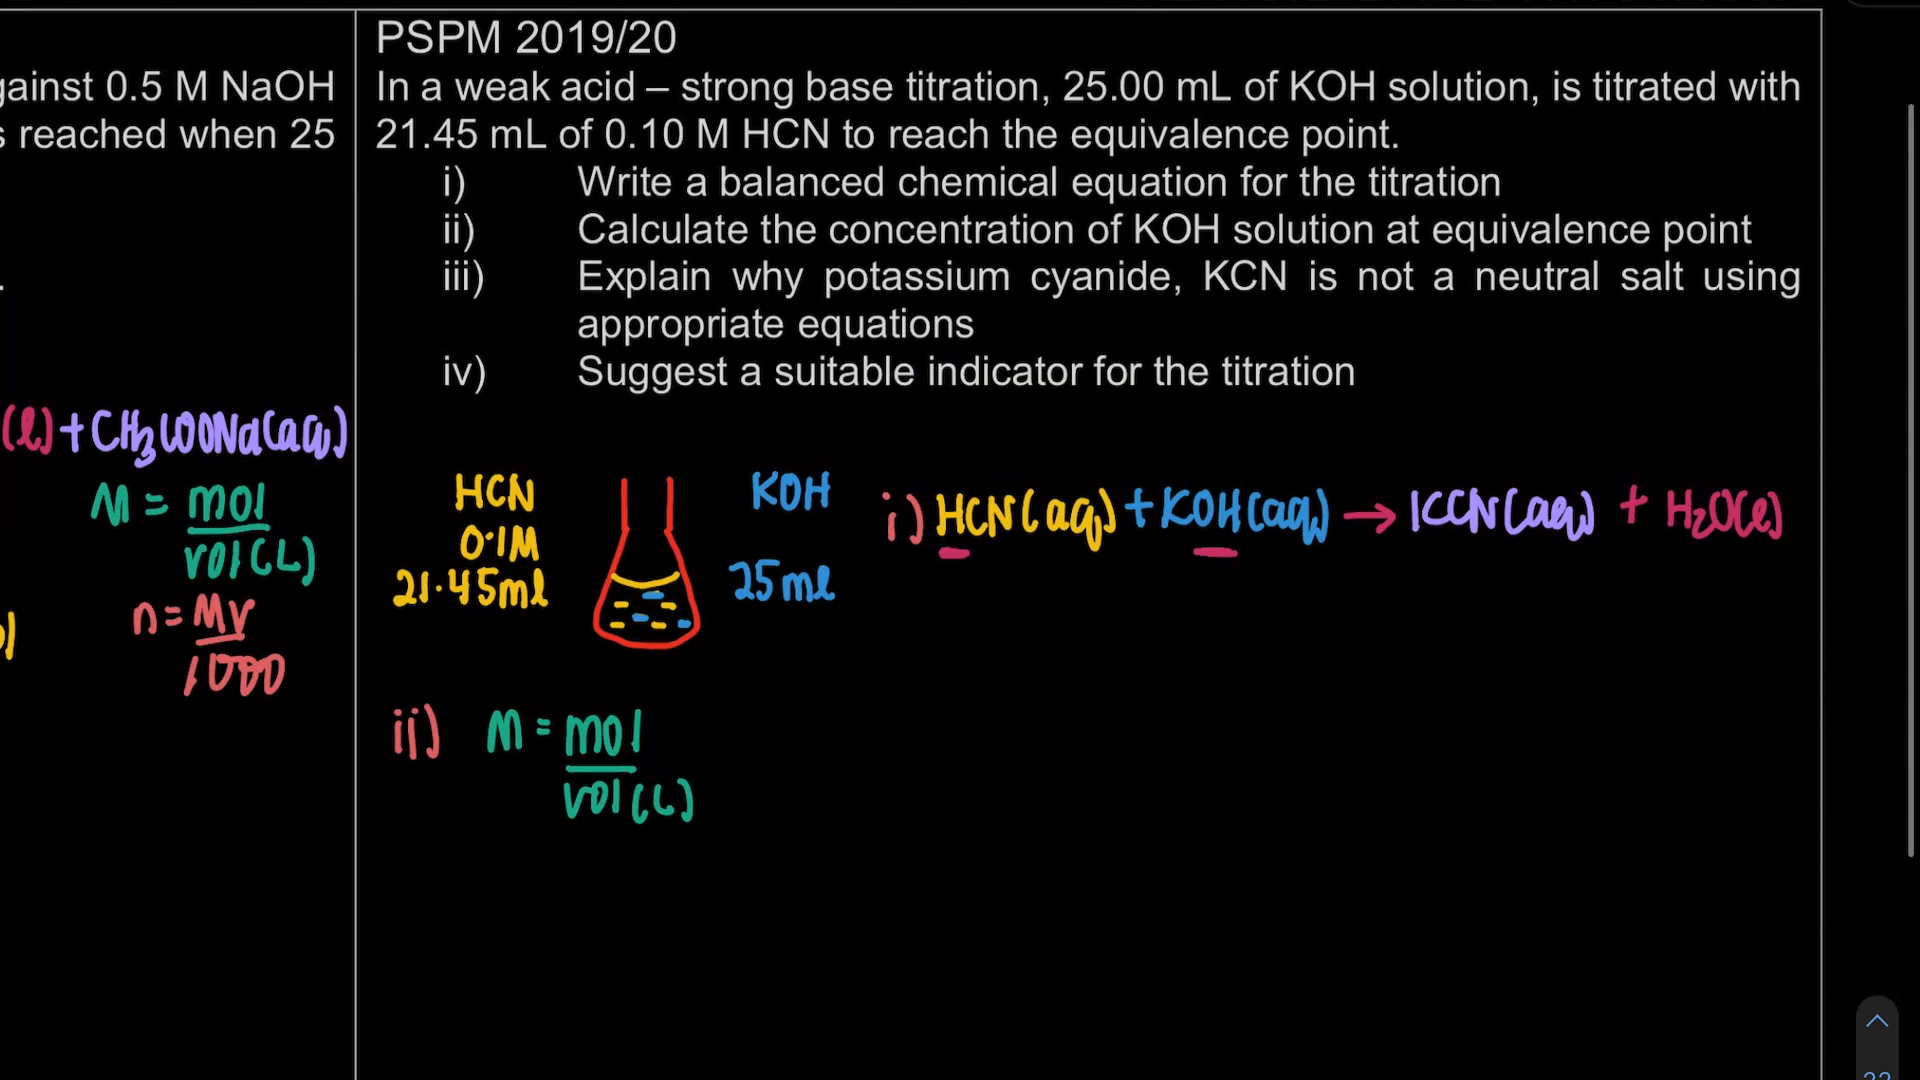 gainst 0.5 M NaOH
s reached when 25
.
(l) + CH3COONa(aq)
M = mol
vol(L)
n = MV
1000
PSPM 2019/20
In a weak acid – strong base titration, 25.00 mL of KOH solution, is titrated with
21.45 mL of 0.10 M HCN to reach the equivalence point.
i) Write a balanced chemical equation for the titration
ii) Calculate the concentration of KOH solution at equivalence point
iii) Explain why potassium cyanide, KCN is not a neutral salt using
appropriate equations
iv) Suggest a suitable indicator for the titration
HCN
0.1M
21.45ml
KOH
25ml
i) HCN(aq) + KOH(aq) → KCN(aq) + H2O(l)
ii) M = mol
vol(L)